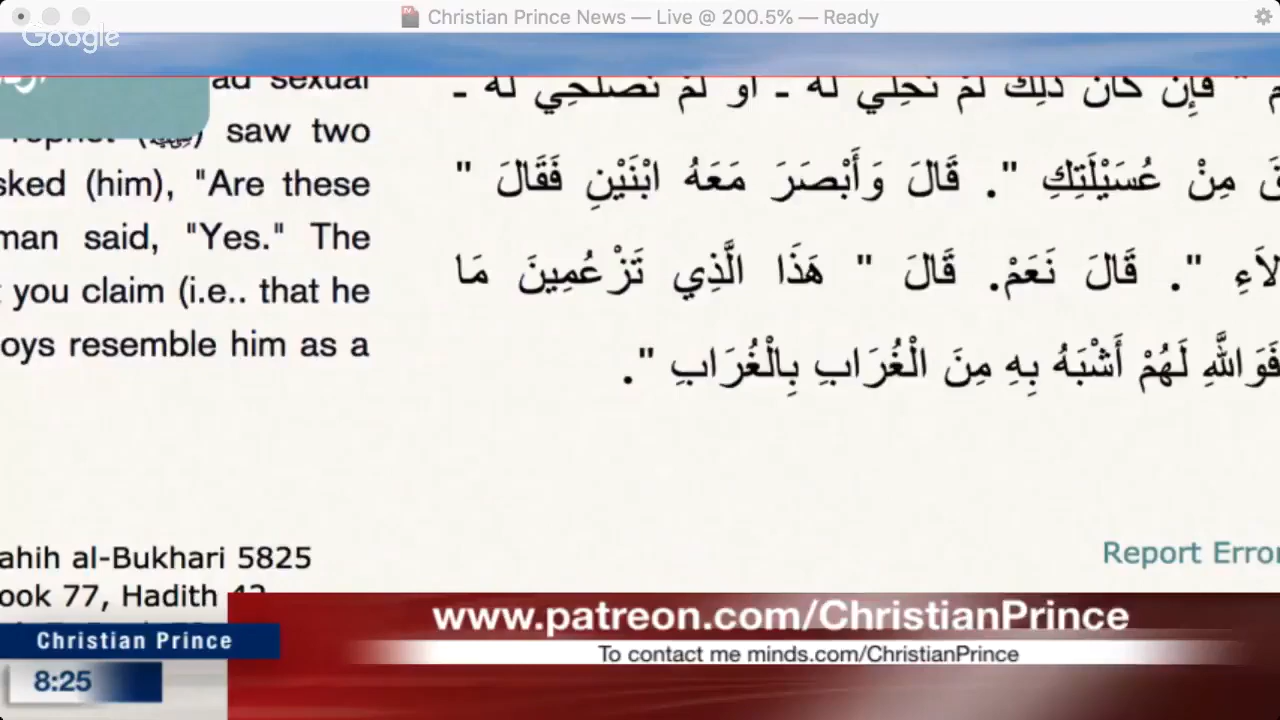 Christian Prince News — Live @ 200.5% — Ready
Google
ad sexual
saw two
sked (him), "Are these
man said, "Yes." The
you claim (i.e.. that he
oys resemble him as a
" فَإِنْ كَانَ ذَلِكَ لَمْ تَحِلِّي لَهُ ـ أَوْ لَمْ تَصْلُحِي لَهُ ـ
مِنْ عُسَيْلَتِكِ ". قَالَ وَأَبْصَرَ مَعَهُ ابْنَيْنِ فَقَالَ "
". قَالَ نَعَمْ. قَالَ " هَذَا الَّذِي تَزْعُمِينَ مَا
فَوَاللَّهِ لَهُمْ أَشْبَهُ بِهِ مِنَ الْغُرَابِ بِالْغُرَابِ ".
ahih al-Bukhari 5825
Report Error
ook 77, Hadith 42
www.patreon.com/ChristianPrince
To contact me minds.com/ChristianPrince
Christian Prince
8:25